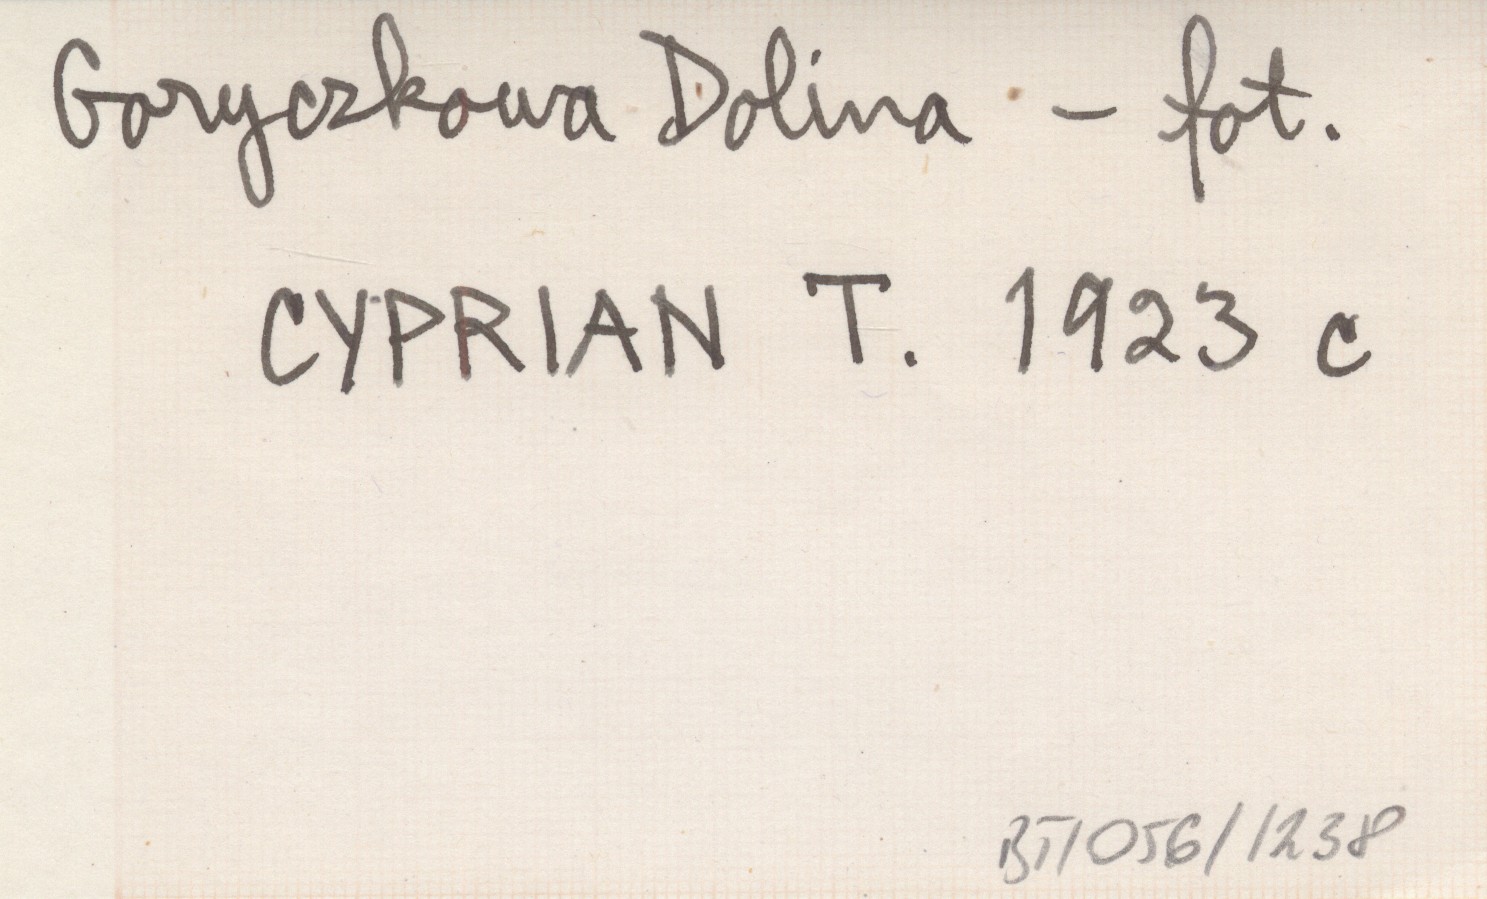 Goryczkowa Dolina - fot.
CYPRIAN T. 1923 c
BT/056/1238